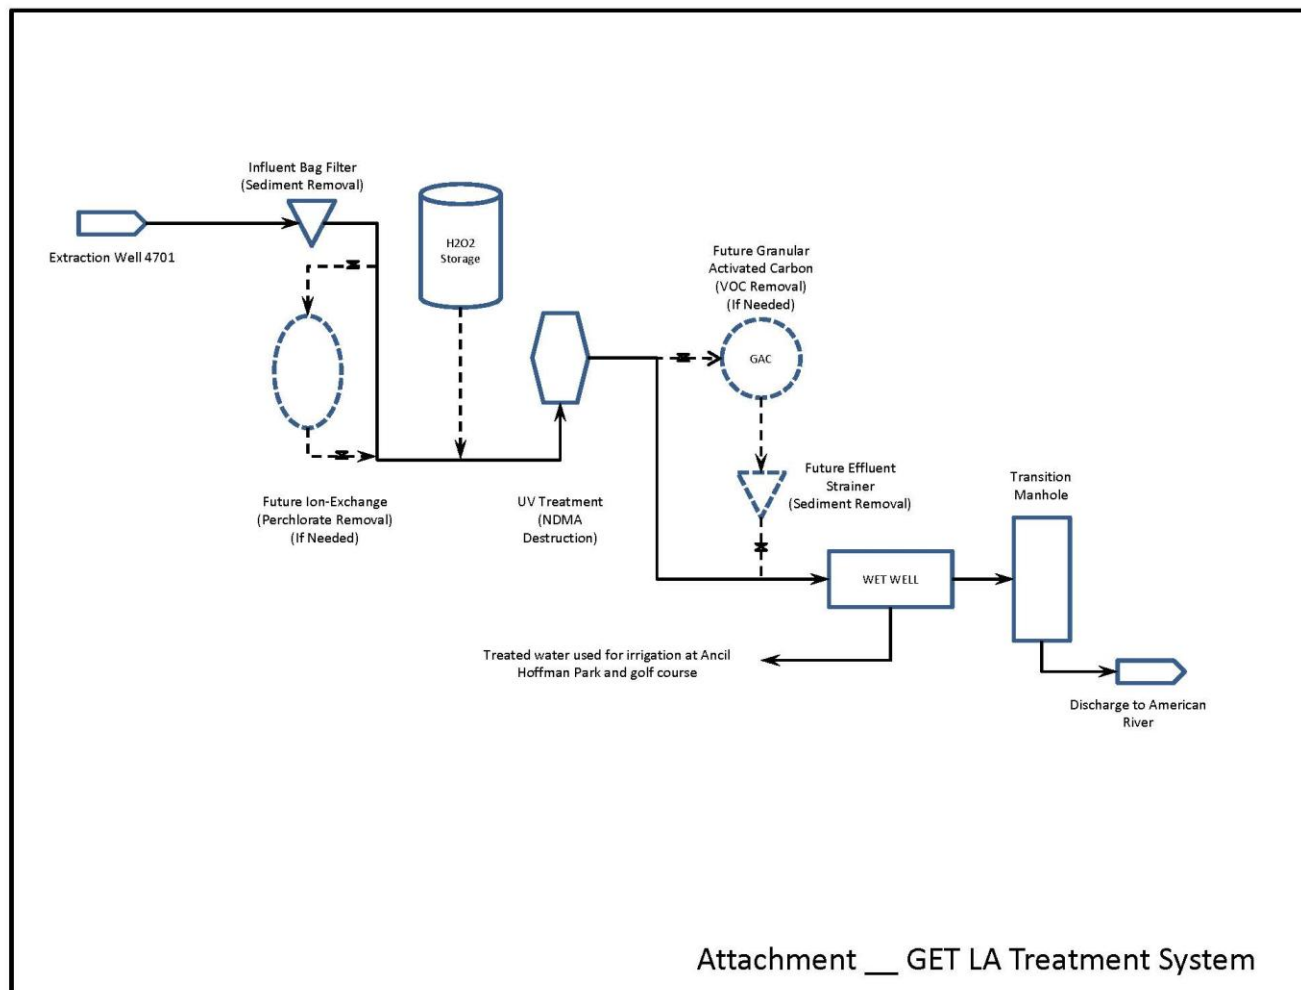 Influent Bag Filter
(Sediment Removal)
Extraction Well 4701
H2O2
Storage
Future Granular
Activated Carbon
(VOC Removal)
(If Needed)
GAC
Future Ion-Exchange
(Perchlorate Removal)
(If Needed)
UV Treatment
(NDMA
Destruction)
Future Effluent
Strainer
(Sediment Removal)
Transition
Manhole
WET WELL
Treated water used for irrigation at Ancil
Hoffman Park and golf course
Discharge to American
River
Attachment __ GET LA Treatment System